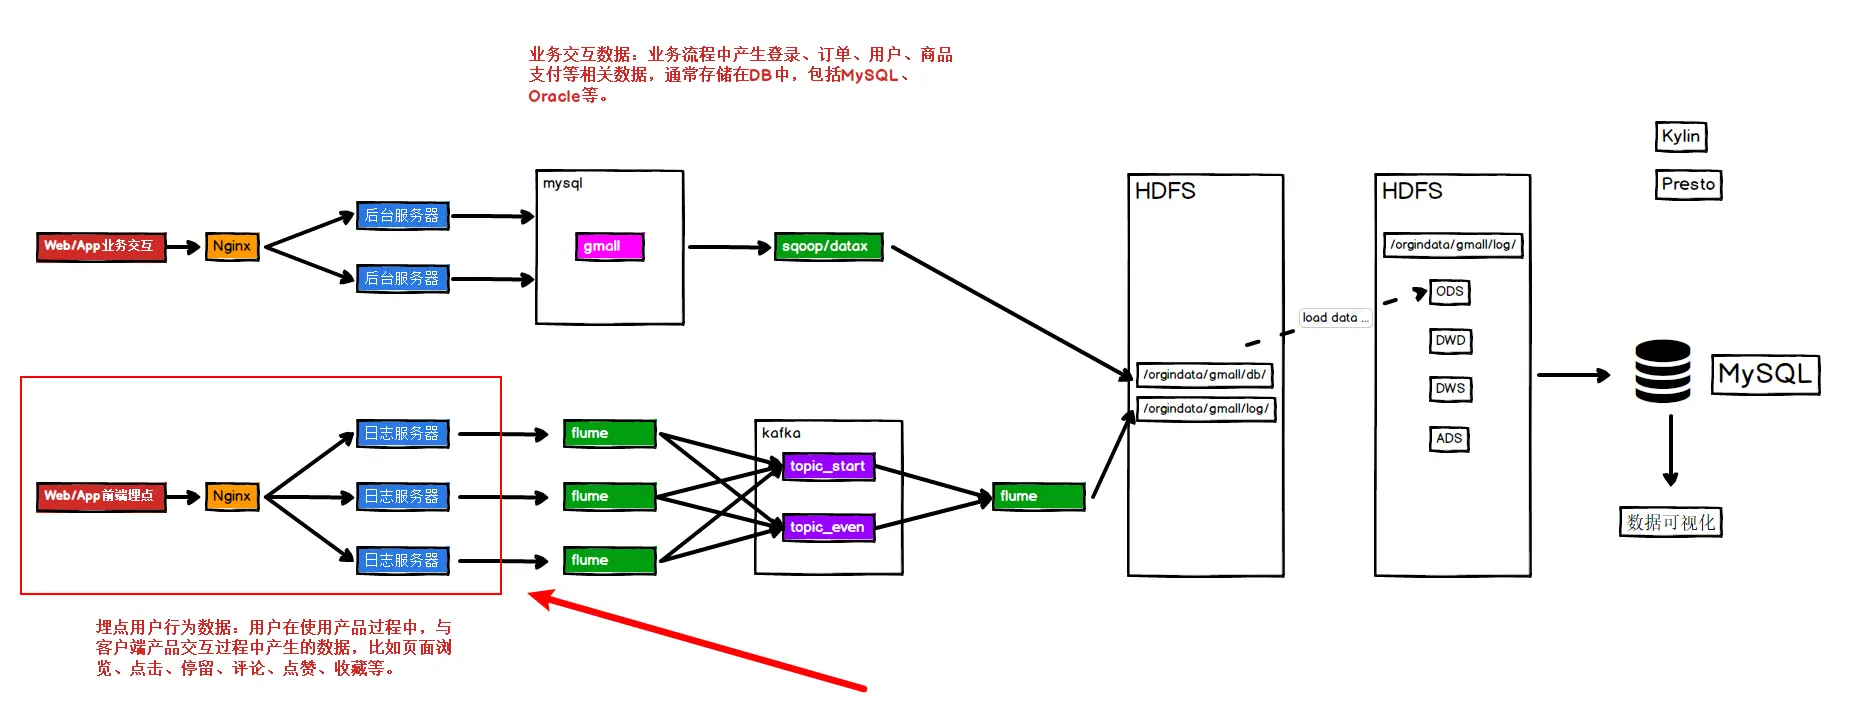 业务交互数据：业务流程中产生登录、订单、用户、商品
支付等相关数据，通常存储在DB中，包括MySQL、
Oracle等。
Kylin
Presto
mysql
HDFS
HDFS
后台服务器
Web/App业务交互
Nginx
gmall
sqoop/datax
/orgindata/gmall/log/
后台服务器
ODS
load data ...
DWD
/orgindata/gmall/db/
MySQL
DWS
/orgindata/gmall/log/
日志服务器
flume
kafka
ADS
topic_start
Web/App前端埋点
Nginx
日志服务器
flume
flume
topic_even
数据可视化
日志服务器
flume
埋点用户行为数据：用户在使用产品过程中，与
客户端产品交互过程中产生的数据，比如页面浏
览、点击、停留、评论、点赞、收藏等。